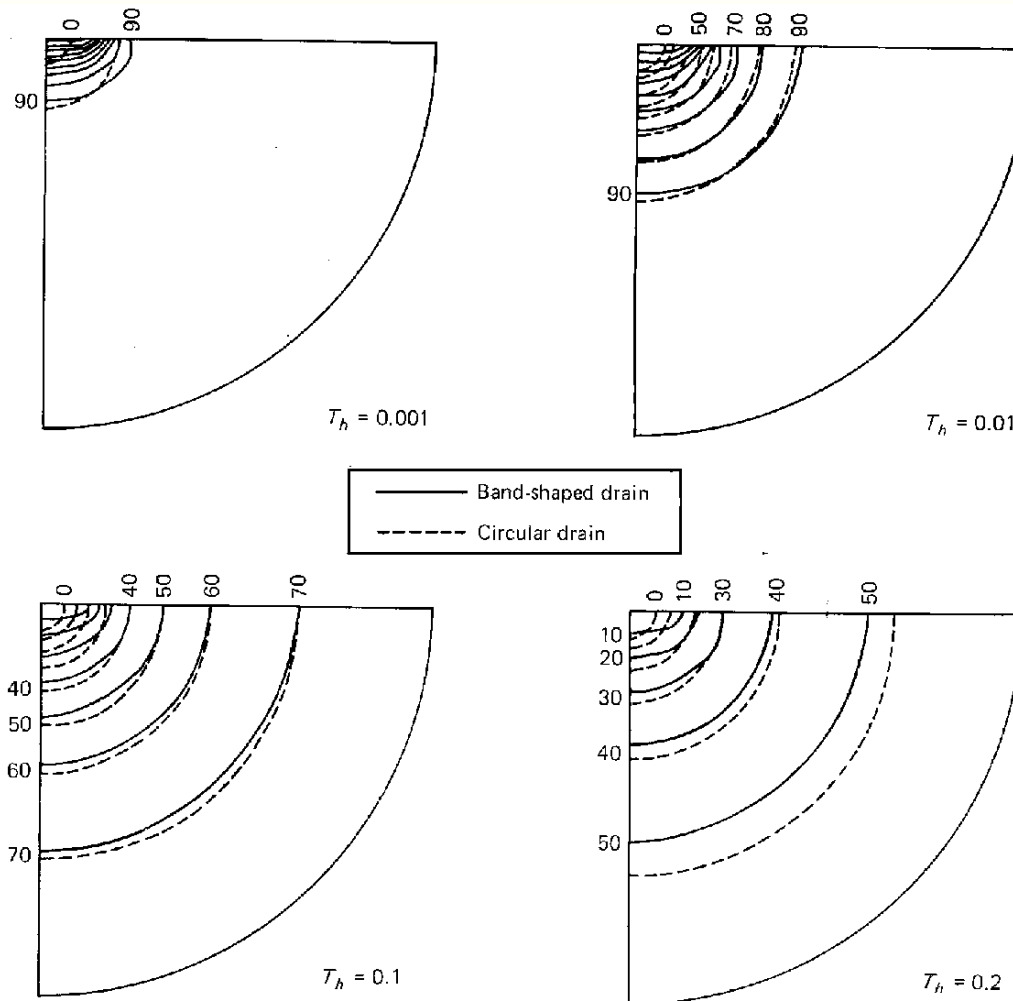 0 90
90
T_h = 0.001
0 50 70 80 90
90
T_h = 0.01
Band-shaped drain
Circular drain
0 40 50 60 70
40
50
60
70
T_h = 0.1
0 10 30 40 50
10
20
30
40
50
T_h = 0.2